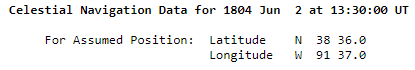 Celestial Navigation Data for 1804 Jun  2 at 13:30:00 UT
For Assumed Position:  Latitude    N  38 36.0
Longitude   W  91 37.0